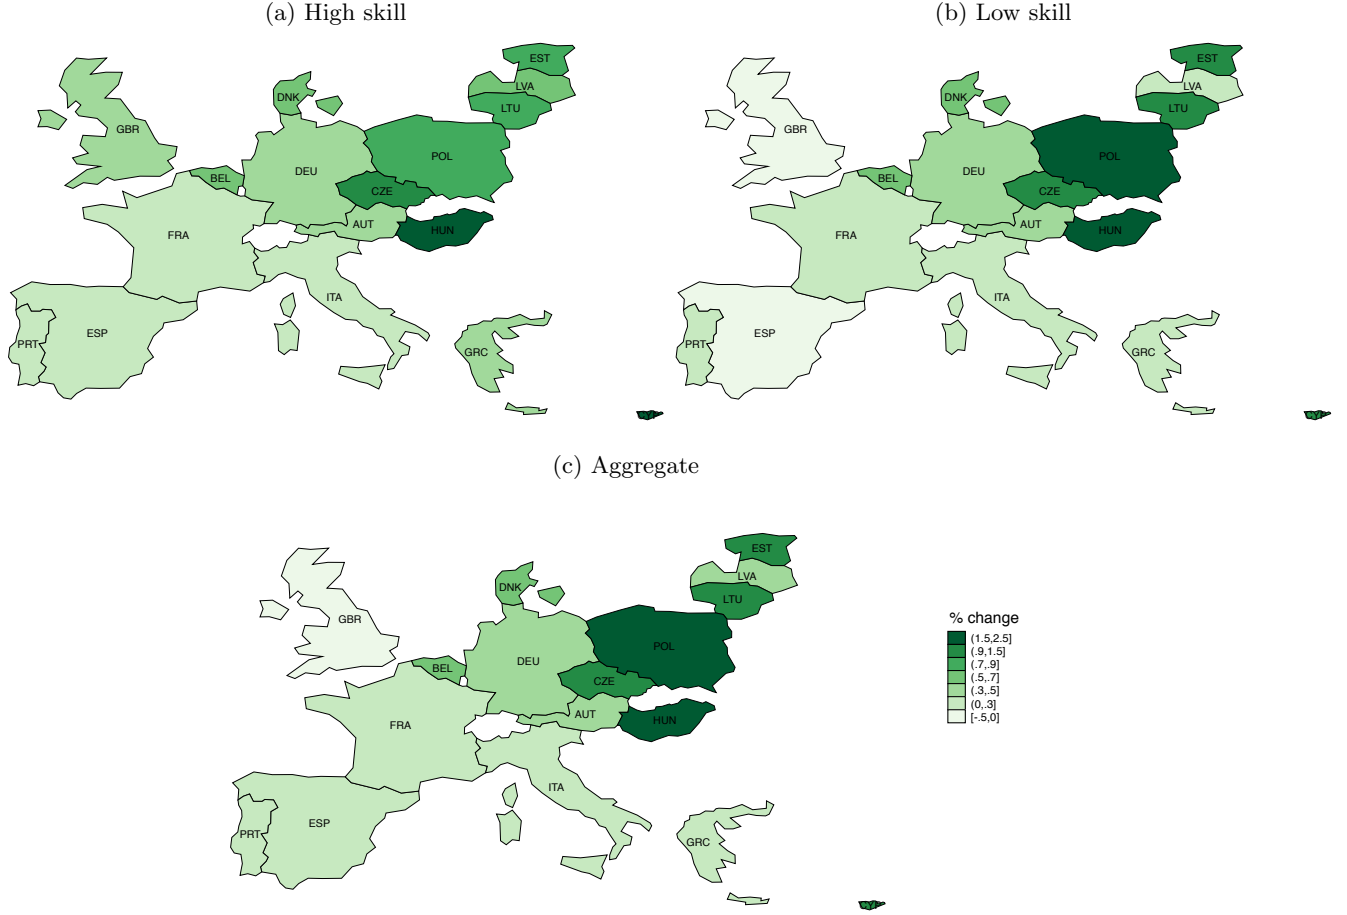 (a) High skill
(b) Low skill
EST
LVA
LTU
DNK
GBR
POL
DEU
BEL
CZE
AUT
HUN
FRA
ITA
ESP
PRT
GRC
EST
LVA
LTU
DNK
GBR
POL
DEU
BEL
CZE
AUT
HUN
FRA
ITA
ESP
PRT
GRC
(c) Aggregate
EST
LVA
LTU
DNK
GBR
POL
DEU
BEL
CZE
AUT
HUN
FRA
ITA
ESP
PRT
GRC
% change
(1.5,2.5]
(.9,1.5]
(.7,.9]
(.5,.7]
(.3,.5]
(0,.3]
[-.5,0]